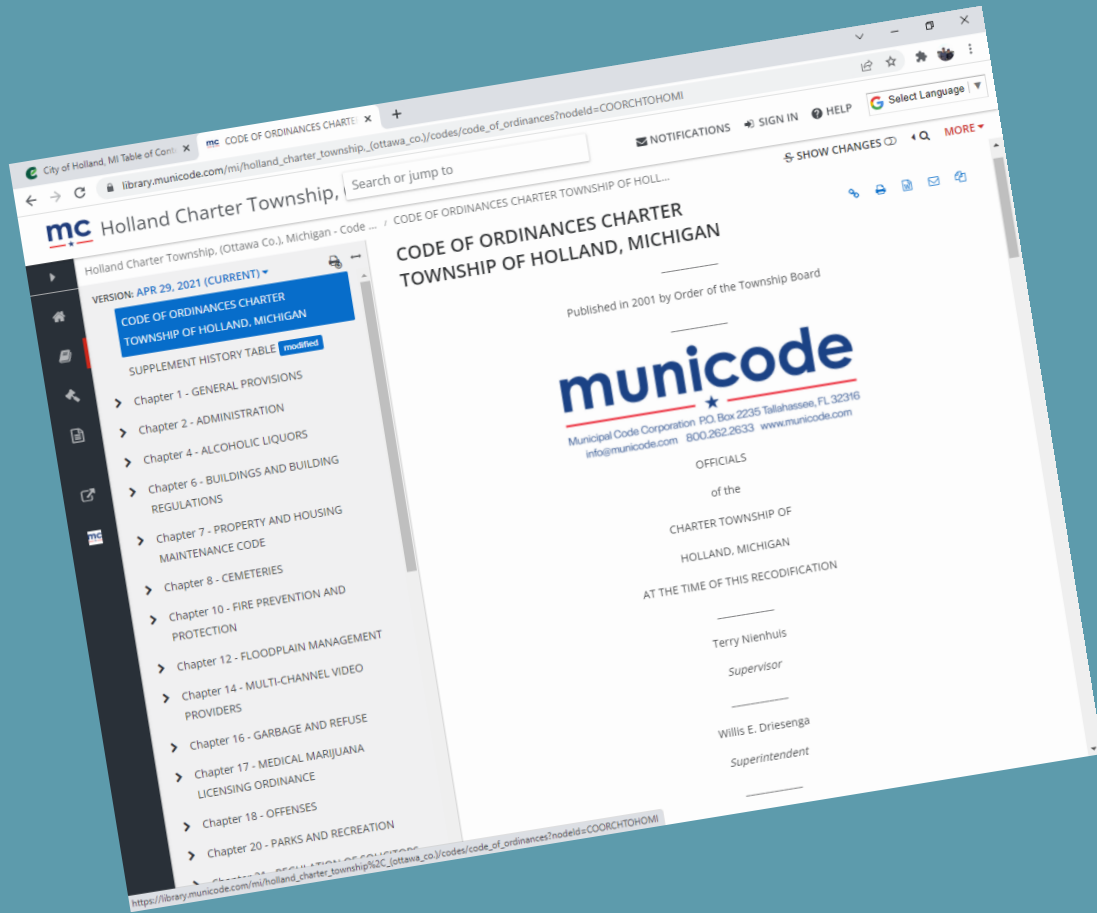 City of Holland, MI Table of Cont
mc CODE OF ORDINANCES CHARTE
library.municode.com/mi/holland_charter_township,_(ottawa_co.)/codes/code_of_ordinances?nodeId=COORCHTOHOMI
mc Holland Charter Township,
Search or jump to
NOTIFICATIONS
SIGN IN
HELP
Select Language
Holland Charter Township, (Ottawa Co.), Michigan - Code ... / CODE OF ORDINANCES CHARTER TOWNSHIP OF HOLL...
SHOW CHANGES
MORE
VERSION: APR 29, 2021 (CURRENT)
CODE OF ORDINANCES CHARTER
TOWNSHIP OF HOLLAND, MICHIGAN
SUPPLEMENT HISTORY TABLE modified
Chapter 1 - GENERAL PROVISIONS
Chapter 2 - ADMINISTRATION
Chapter 4 - ALCOHOLIC LIQUORS
Chapter 6 - BUILDINGS AND BUILDING
REGULATIONS
Chapter 7 - PROPERTY AND HOUSING
MAINTENANCE CODE
Chapter 8 - CEMETERIES
Chapter 10 - FIRE PREVENTION AND
PROTECTION
Chapter 12 - FLOODPLAIN MANAGEMENT
Chapter 14 - MULTI-CHANNEL VIDEO
PROVIDERS
Chapter 16 - GARBAGE AND REFUSE
Chapter 17 - MEDICAL MARIJUANA
LICENSING ORDINANCE
Chapter 18 - OFFENSES
Chapter 20 - PARKS AND RECREATION
mc
CODE OF ORDINANCES CHARTER
TOWNSHIP OF HOLLAND, MICHIGAN
Published in 2001 by Order of the Township Board
municode
Municipal Code Corporation P.O. Box 2235 Tallahassee, FL 32316
info@municode.com 800.262.2633 www.municode.com
OFFICIALS
of the
CHARTER TOWNSHIP OF
HOLLAND, MICHIGAN
AT THE TIME OF THIS RECODIFICATION
Terry Nienhuis
Supervisor
Willis E. Driesenga
Superintendent
https://library.municode.com/mi/holland_charter_township%2C_(ottawa_co.)/codes/code_of_ordinances?nodeId=COORCHTOHOMI